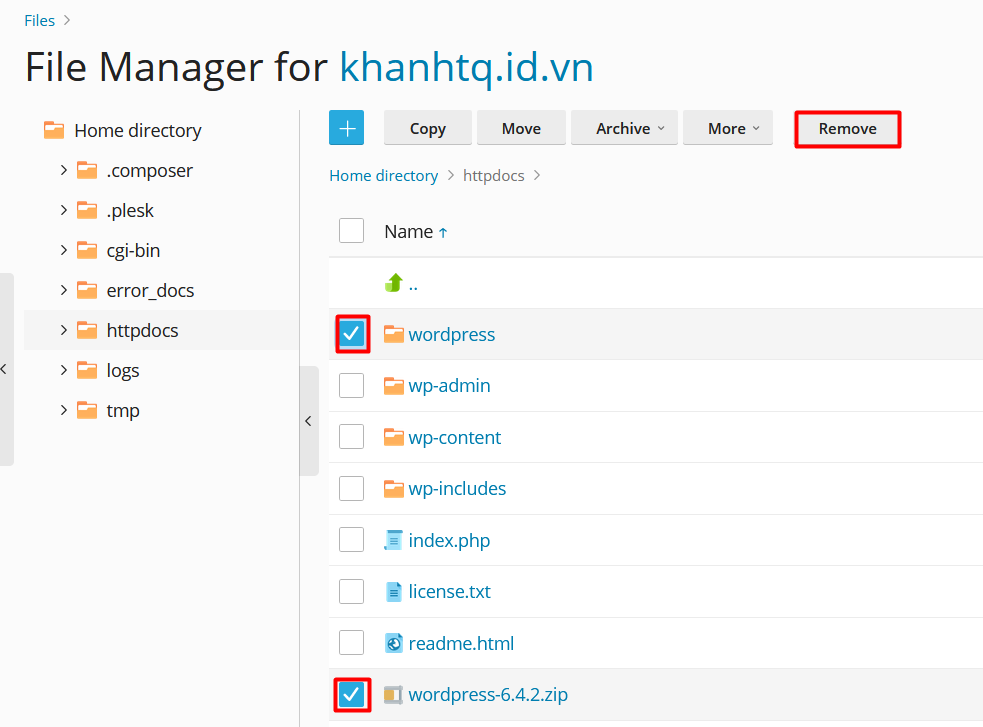 Files
File Manager for khanhtq.id.vn
Home directory
.composer
.plesk
cgi-bin
error_docs
httpdocs
logs
tmp
Copy Move Archive More Remove
Home directory > httpdocs >
Name ↑
..
wordpress
wp-admin
wp-content
wp-includes
index.php
license.txt
readme.html
wordpress-6.4.2.zip